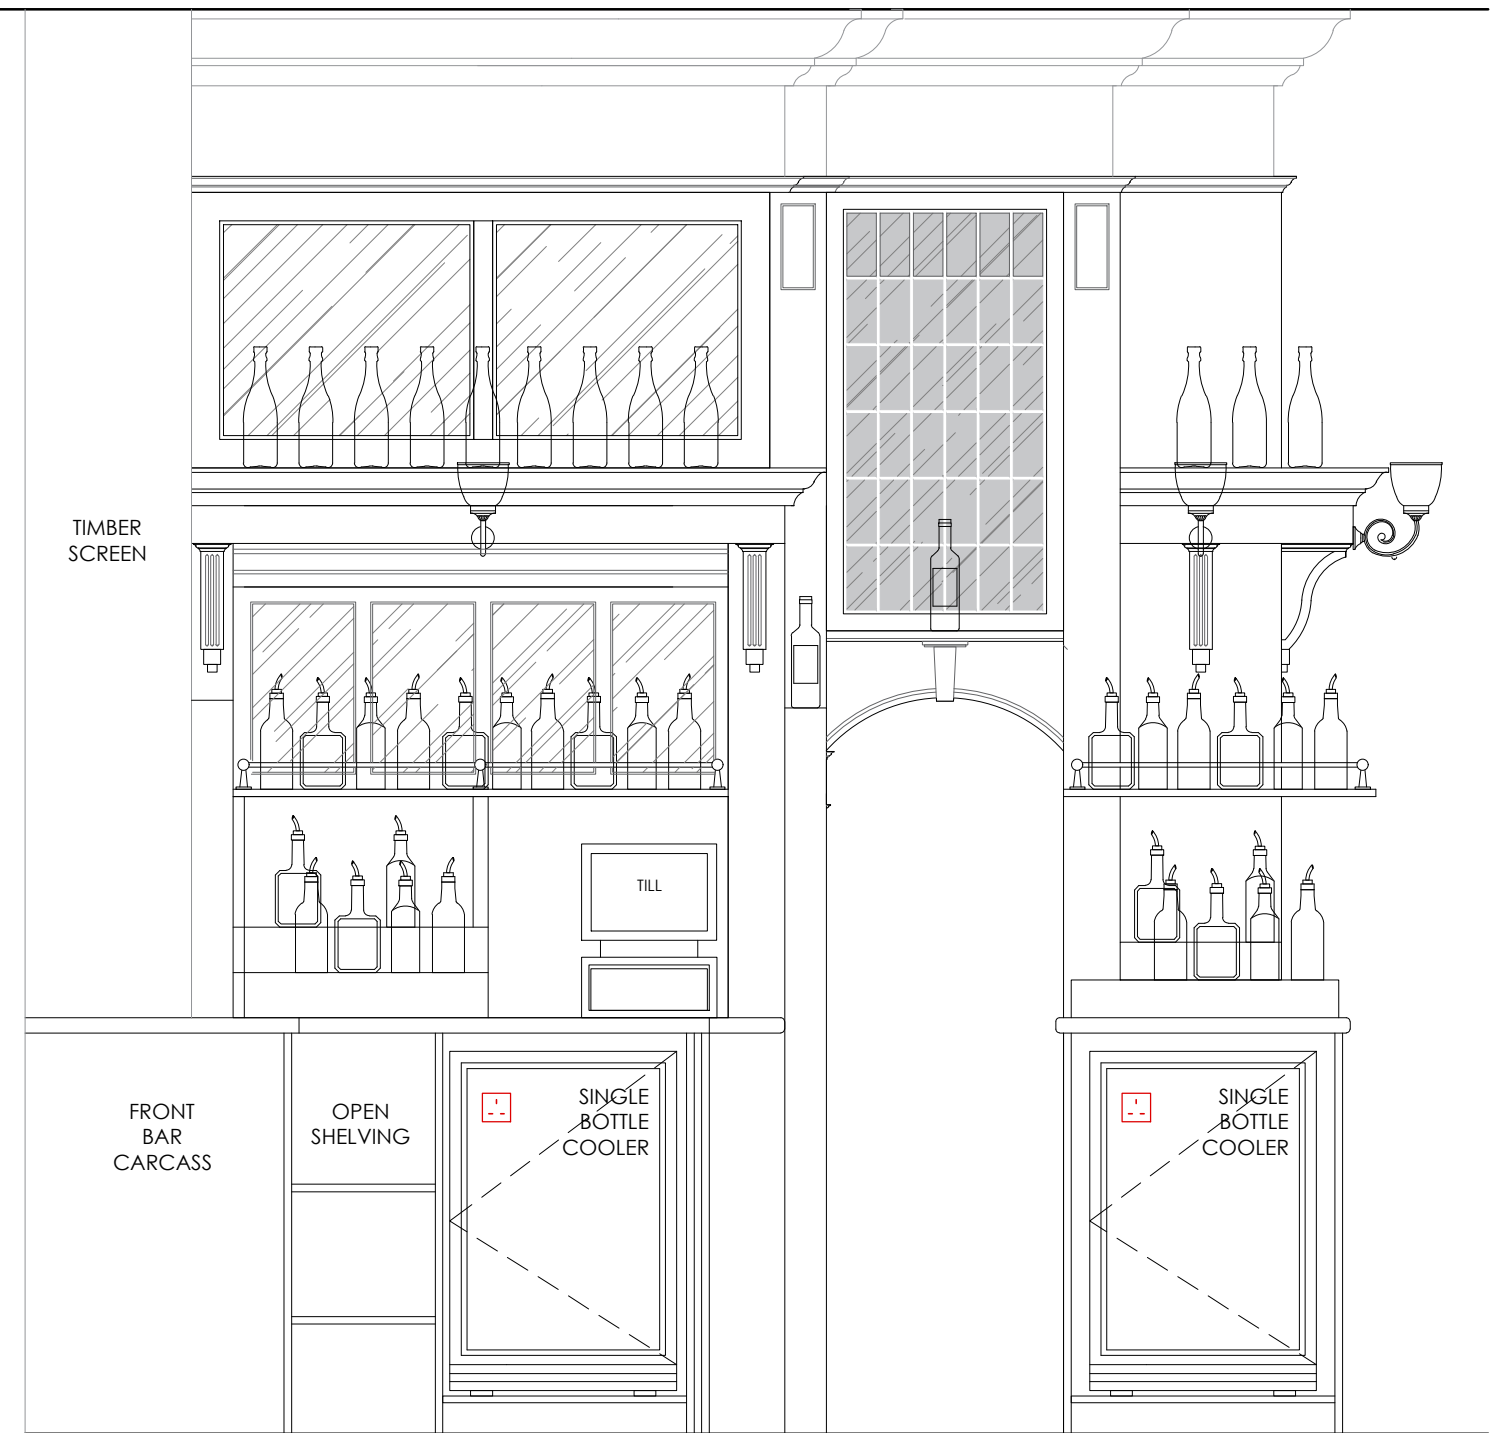 TIMBER
SCREEN
TILL
FRONT
BAR
CARCASS
OPEN
SHELVING
SINGLE
BOTTLE
COOLER
SINGLE
BOTTLE
COOLER